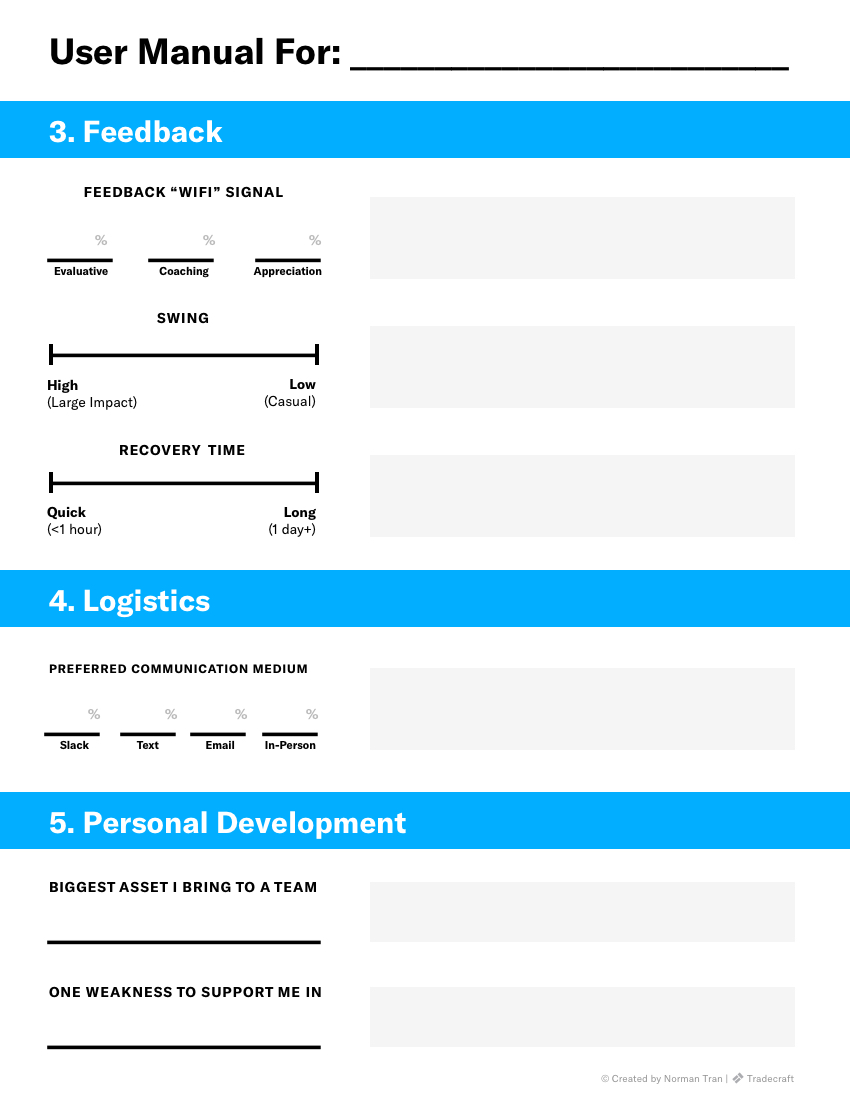 User Manual For: __________________________
3. Feedback
FEEDBACK “WIFI” SIGNAL
% % %
Evaluative Coaching Appreciation
SWING
High Low
(Large Impact) (Casual)
RECOVERY TIME
Quick Long
(<1 hour) (1 day+)
4. Logistics
PREFERRED COMMUNICATION MEDIUM
% % % %
Slack Text Email In-Person
5. Personal Development
BIGGEST ASSET I BRING TO A TEAM
ONE WEAKNESS TO SUPPORT ME IN
© Created by Norman Tran | Tradecraft